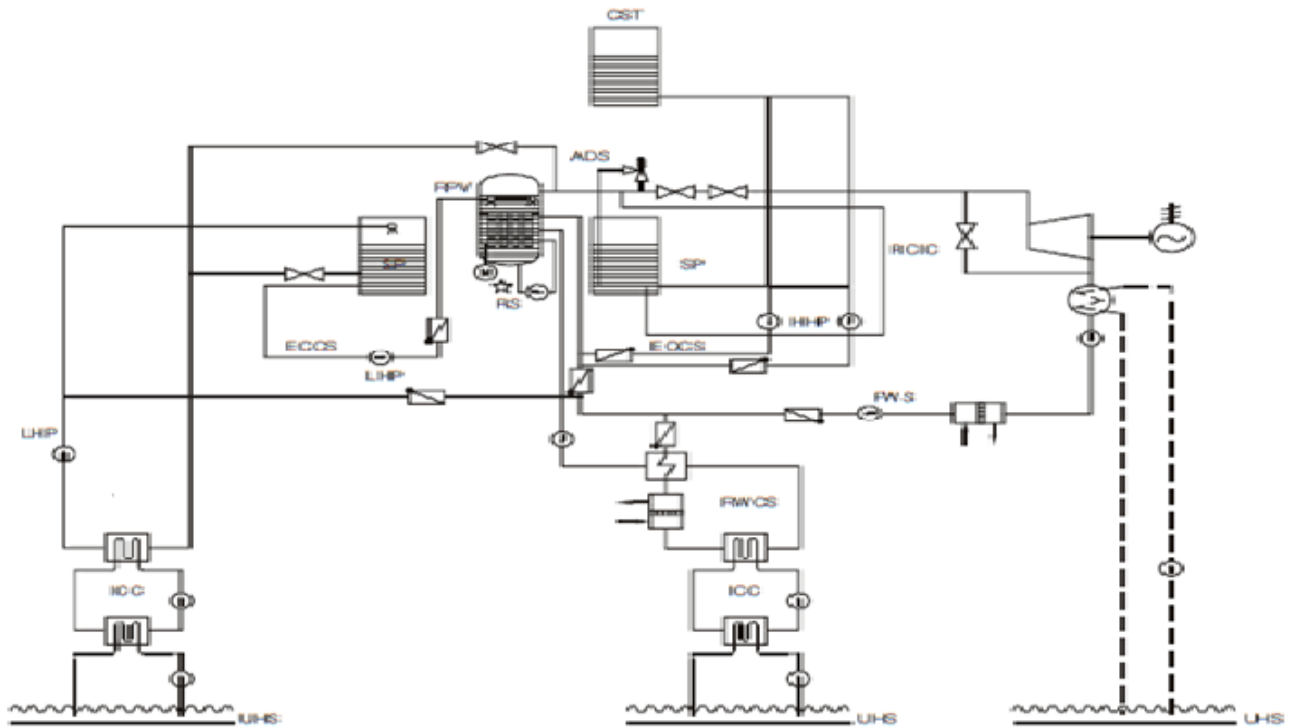 CST
ADS
RPV
RCIC
SP
SP
RS
HHP
ECCS
ECCS
LHP
FWS
LHP
RWCS
ICC
ICC
UHS
UHS
UHS